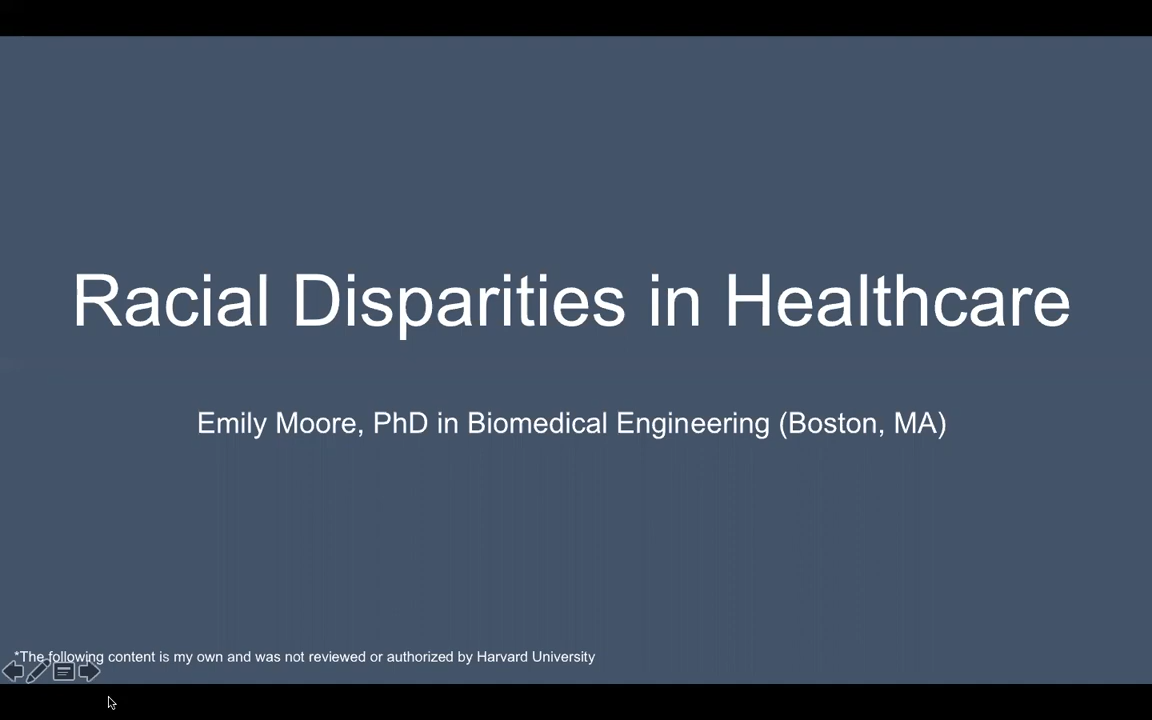 Racial Disparities in Healthcare
Emily Moore, PhD in Biomedical Engineering (Boston, MA)
*The following content is my own and was not reviewed or authorized by Harvard University